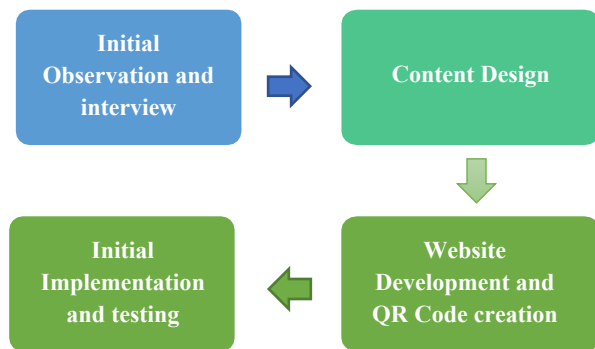 Initial
Observation and
interview
Content Design
Website
Development and
QR Code creation
Initial
Implementation
and testing